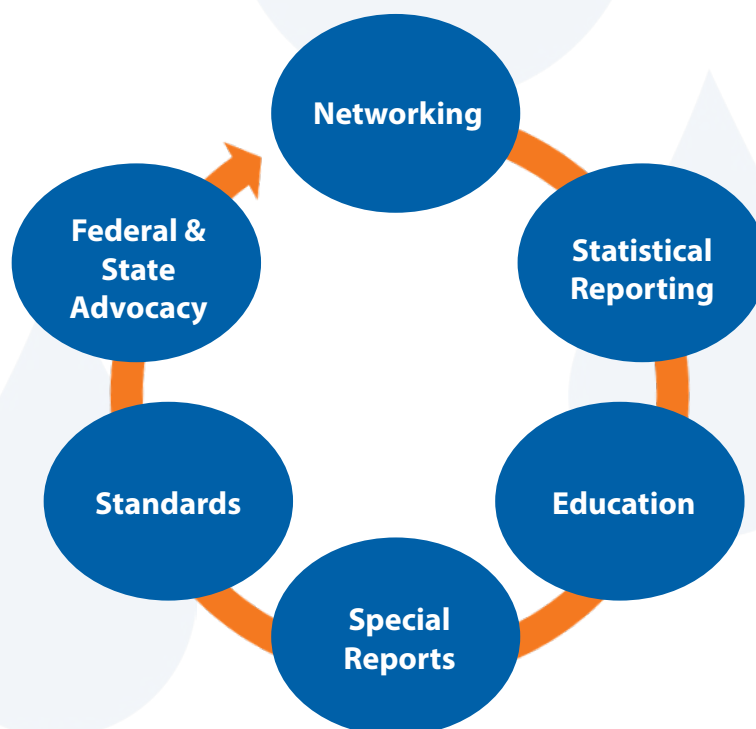 Networking
Statistical
Reporting
Education
Special
Reports
Standards
Federal &
State
Advocacy